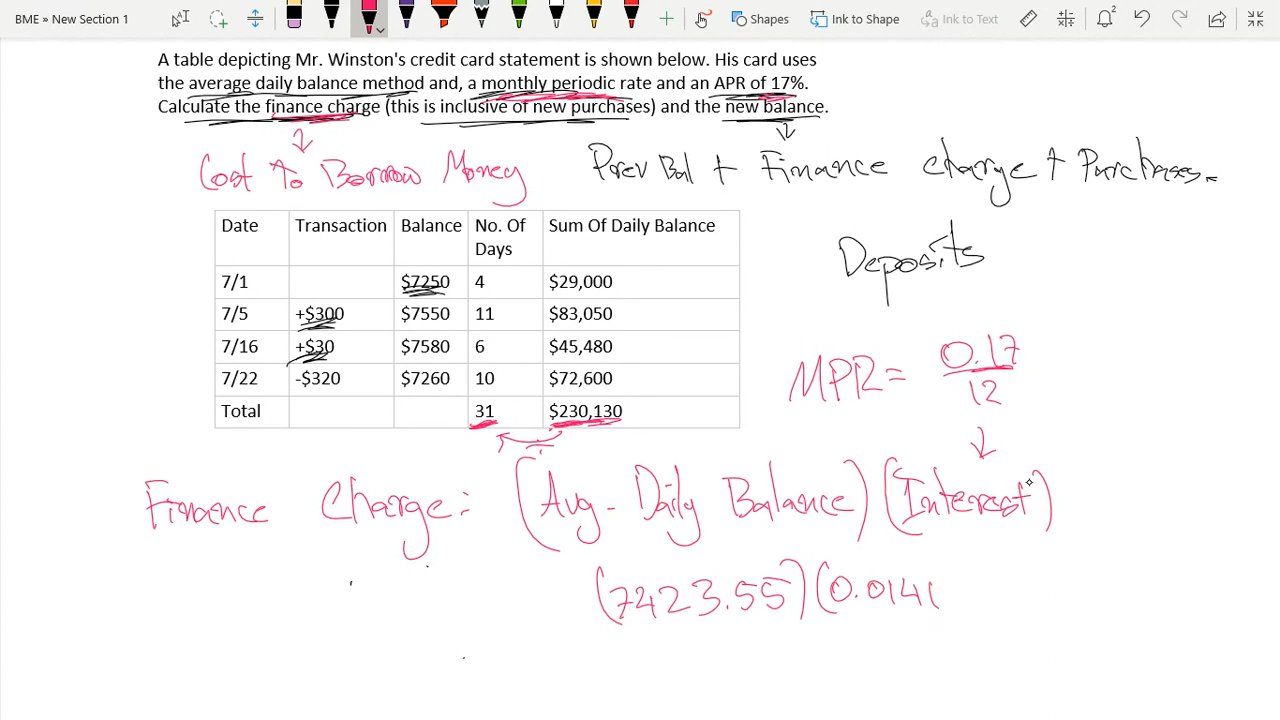 BME » New Section 1
Shapes
Ink to Shape
Ink to Text
2
A table depicting Mr. Winston's credit card statement is shown below. His card uses
the average daily balance method and, a monthly periodic rate and an APR of 17%.
Calculate the finance charge (this is inclusive of new purchases) and the new balance.
Cost To Borrow Money
Prev Bal + Finance Charge + Purchases -
Deposits
Date Transaction Balance No. Of Days Sum Of Daily Balance
7/1 $7250 4 $29,000
7/5 +$300 $7550 11 $83,050
7/16 +$30 $7580 6 $45,480
7/22 -$320 $7260 10 $72,600
Total 31 $230,130
÷
MPR = 0.17
12
Finance Charge: (Avg. Daily Balance) (Interest)
(7423.55) (0.0141